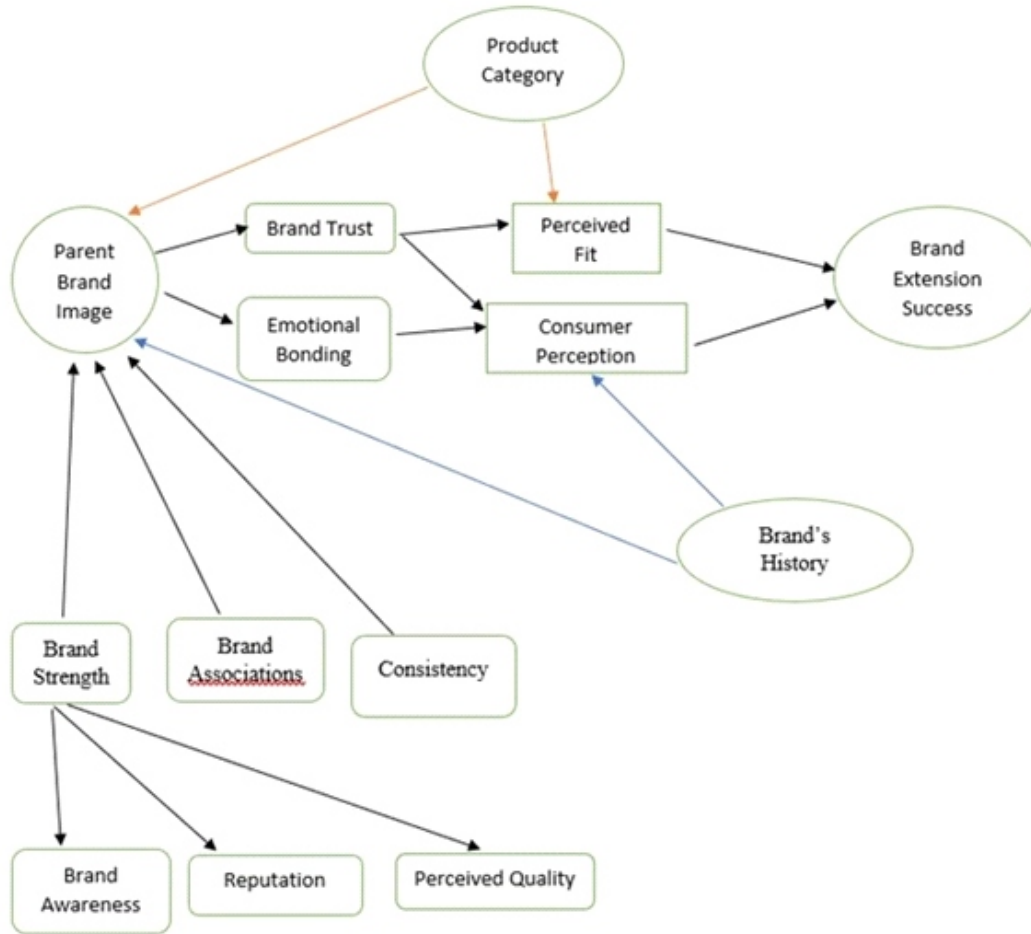 Product
Category
Parent
Brand
Image
Brand Trust
Perceived
Fit
Brand
Extension
Success
Emotional
Bonding
Consumer
Perception
Brand’s
History
Brand
Strength
Brand
Associations
Consistency
Brand
Awareness
Reputation
Perceived Quality